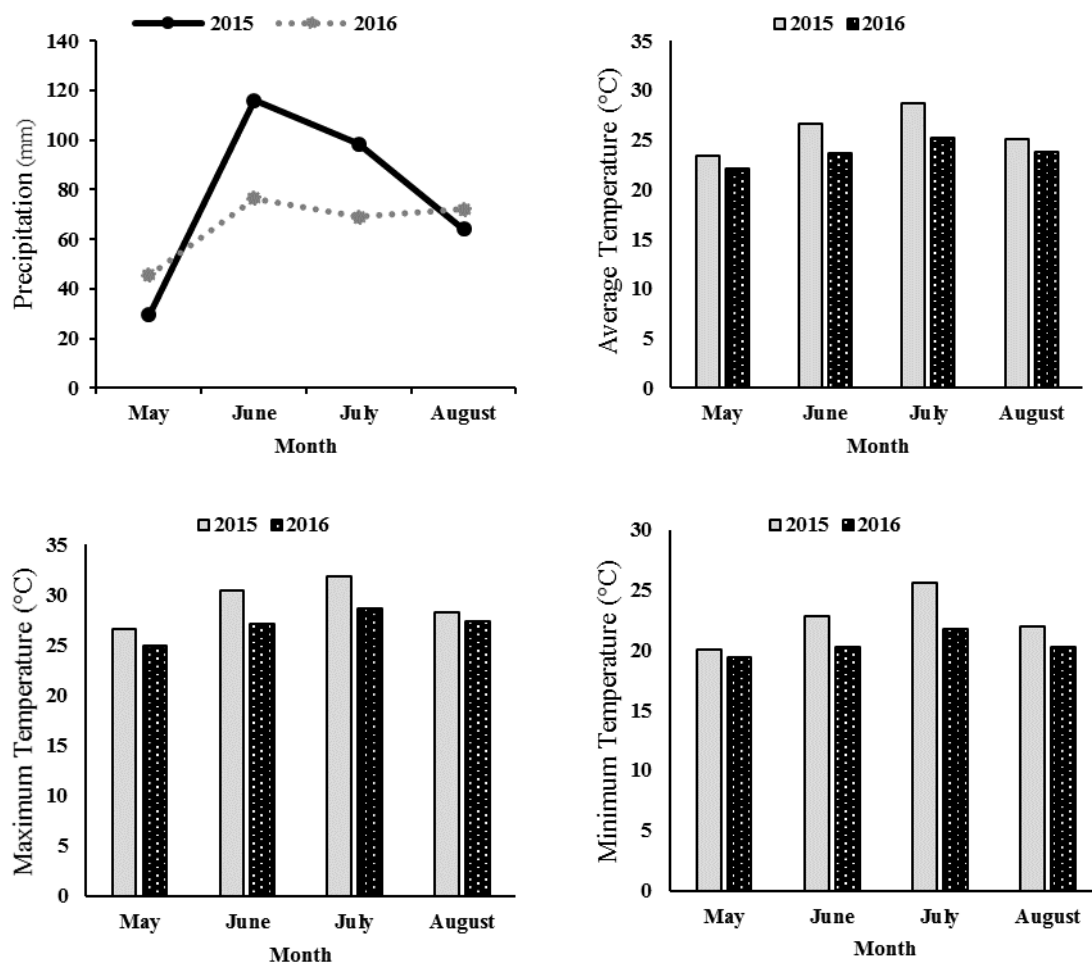 2015 2016
140
120
100
80
60
40
20
0
Precipitation (mm)
May June July August
Month
2015 2016
35
30
25
20
15
10
5
0
Average Temperature (°C)
May June July August
Month
2015 2016
35
30
25
20
15
10
5
0
Maximum Temperature (°C)
May June July August
Month
2015 2016
30
25
20
15
10
5
0
Minimum Temperature (°C)
May June July August
Month